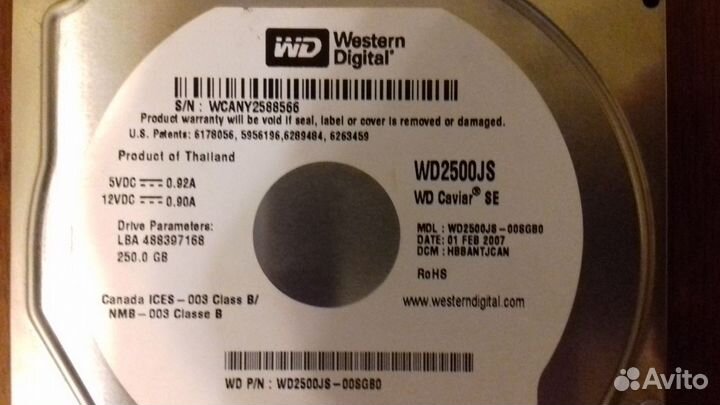 WD Western Digital®
S/N : WCANY2588566
Product warranty will be void if seal, label or cover is removed or damaged.
U.S. Patents: 6178056, 5956196,6289484, 6263459
Product of Thailand
5VDC 0.92A
12VDC 0.90A
Drive Parameters:
LBA 488397168
250.0 GB
Canada ICES-003 Class B/
NMB-003 Classe B
WD2500JS
WD Caviar® SE
MDL : WD2500JS-00SGB0
DATE: 01 FEB 2007
DCM : HBBANTJCAN
RoHS
www.westerndigital.com
WD P/N : WD2500JS-00SGB0
Avito